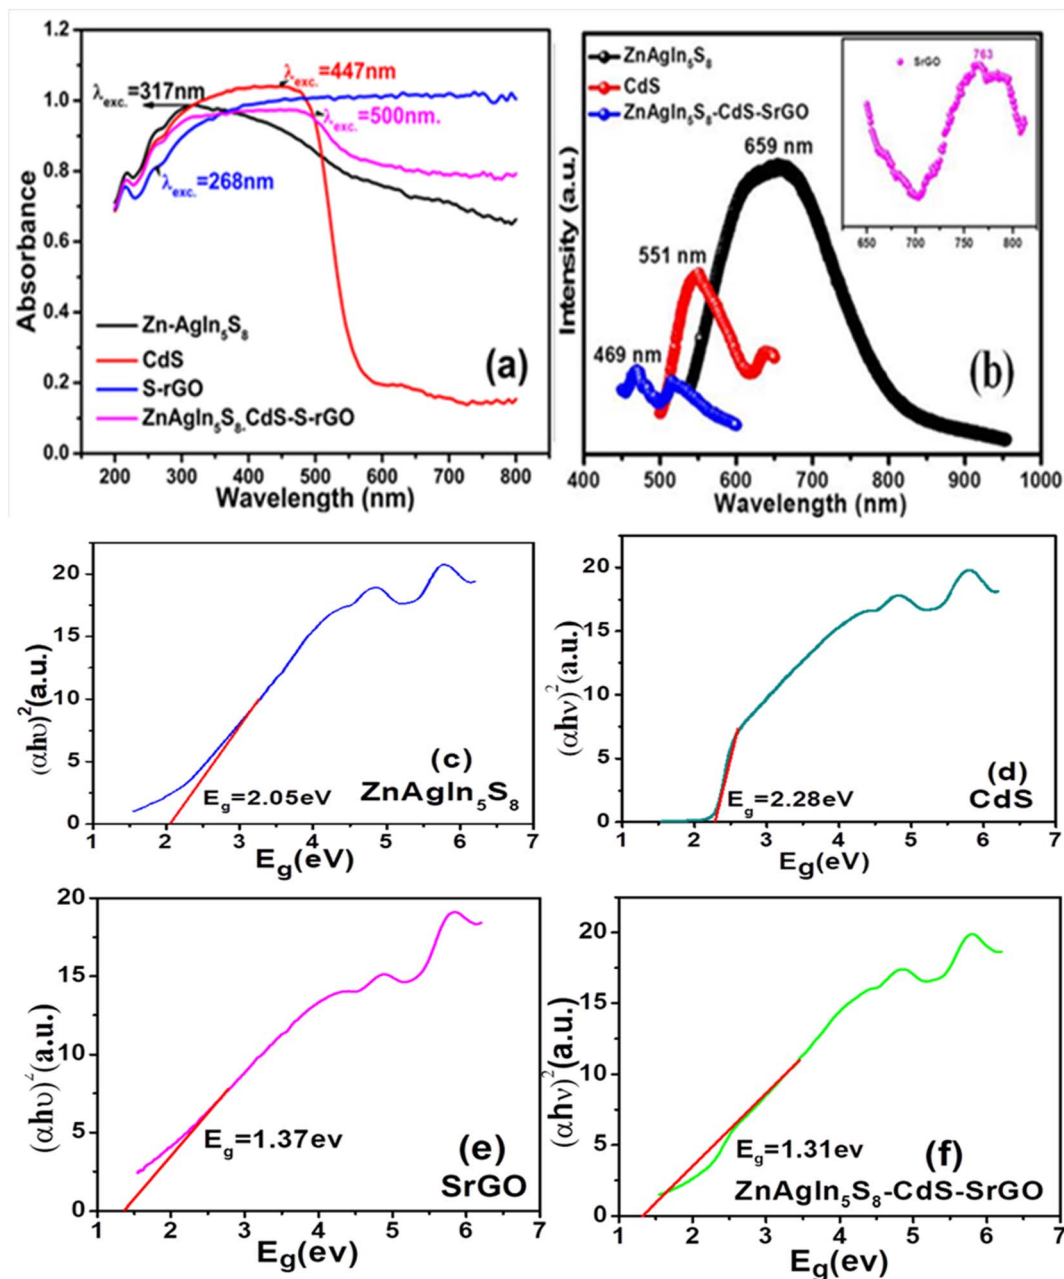 1.2
1.0
0.8
0.6
0.4
0.2
0.0
Absorbance
λexc.=317nm
λexc.=447nm
λexc.=500nm.
λexc.=268nm
Zn-AgIn5S8
CdS
S-rGO
ZnAgIn5S8-CdS-S-rGO
(a)
200 300 400 500 600 700 800
Wavelength (nm)
Intensity (a.u.)
ZnAgIn5S8
CdS
ZnAgIn5S8-CdS-SrGO
659 nm
551 nm
469 nm
SrGO
763
650 700 750 800
(b)
400 500 600 700 800 900 1000
Wavelength (nm)
20
15
10
5
0
(αhυ)2(a.u.)
(c)
ZnAgIn5S8
Eg=2.05eV
1 2 3 4 5 6 7
Eg(eV)
20
15
10
5
0
(αhv)2(a.u.)
(d)
CdS
Eg=2.28eV
1 2 3 4 5 6 7
Eg(eV)
20
15
10
5
0
(αhυ)2(a.u.)
Eg=1.37ev
(e)
SrGO
1 2 3 4 5 6 7
Eg(ev)
20
15
10
5
0
(αhv)2(a.u.)
Eg=1.31ev
(f)
ZnAgIn5S8-CdS-SrGO
1 2 3 4 5 6 7
Eg(ev)